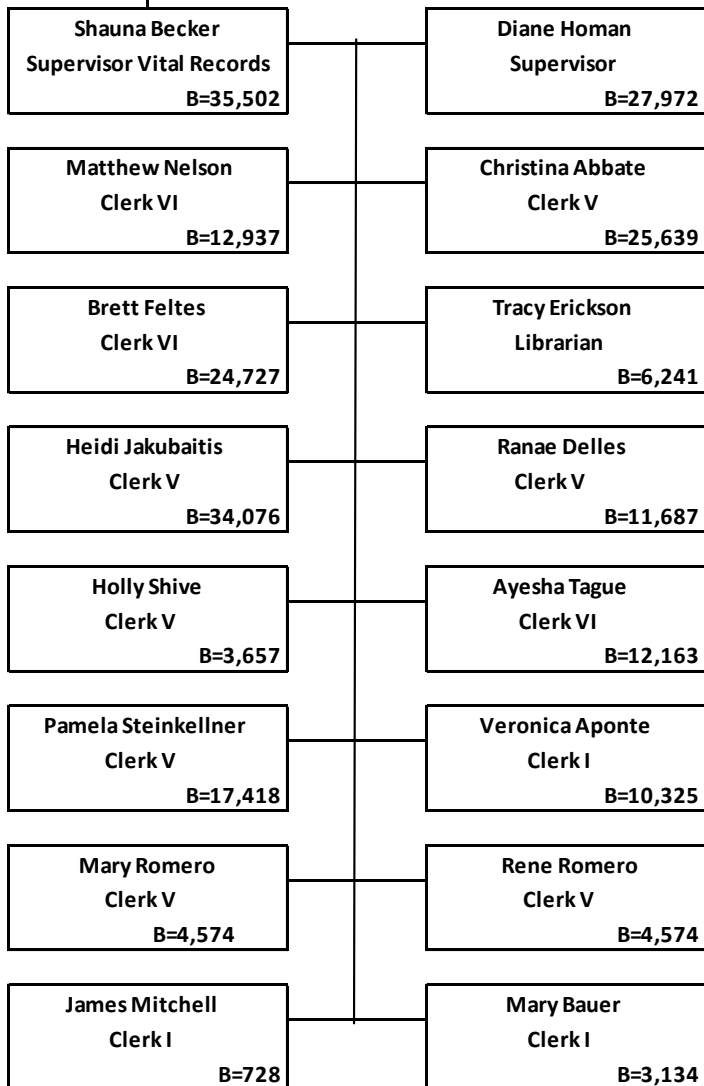 Shauna Becker
Supervisor Vital Records
B=35,502
Diane Homan
Supervisor
B=27,972
Matthew Nelson
Clerk VI
B=12,937
Christina Abbate
Clerk V
B=25,639
Brett Feltes
Clerk VI
B=24,727
Tracy Erickson
Librarian
B=6,241
Heidi Jakubaitis
Clerk V
B=34,076
Ranae Delles
Clerk V
B=11,687
Holly Shive
Clerk V
B=3,657
Ayesha Tague
Clerk VI
B=12,163
Pamela Steinkellner
Clerk V
B=17,418
Veronica Aponte
Clerk I
B=10,325
Mary Romero
Clerk V
B=4,574
Rene Romero
Clerk V
B=4,574
James Mitchell
Clerk I
B=728
Mary Bauer
Clerk I
B=3,134